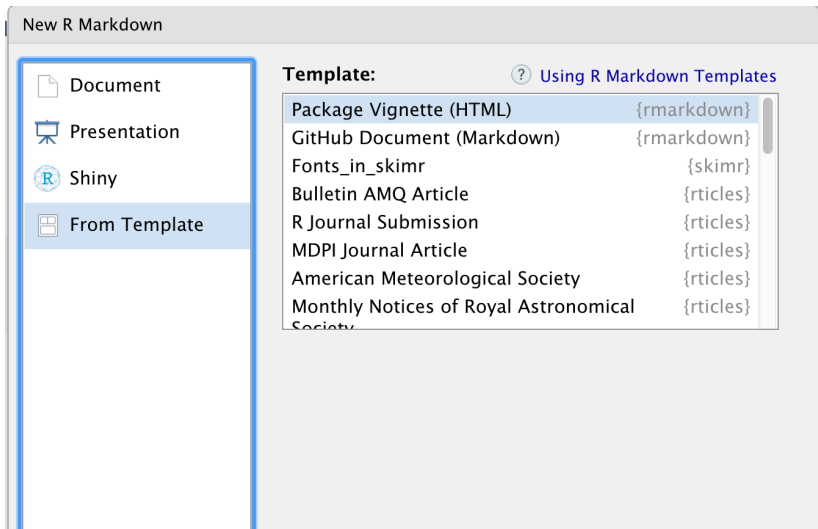 New R Markdown
Document
Presentation
R Shiny
From Template
Template: ? Using R Markdown Templates
Package Vignette (HTML) {rmarkdown}
GitHub Document (Markdown) {rmarkdown}
Fonts_in_skimr {skimr}
Bulletin AMQ Article {rticles}
R Journal Submission {rticles}
MDPI Journal Article {rticles}
American Meteorological Society {rticles}
Monthly Notices of Royal Astronomical {rticles}
Society